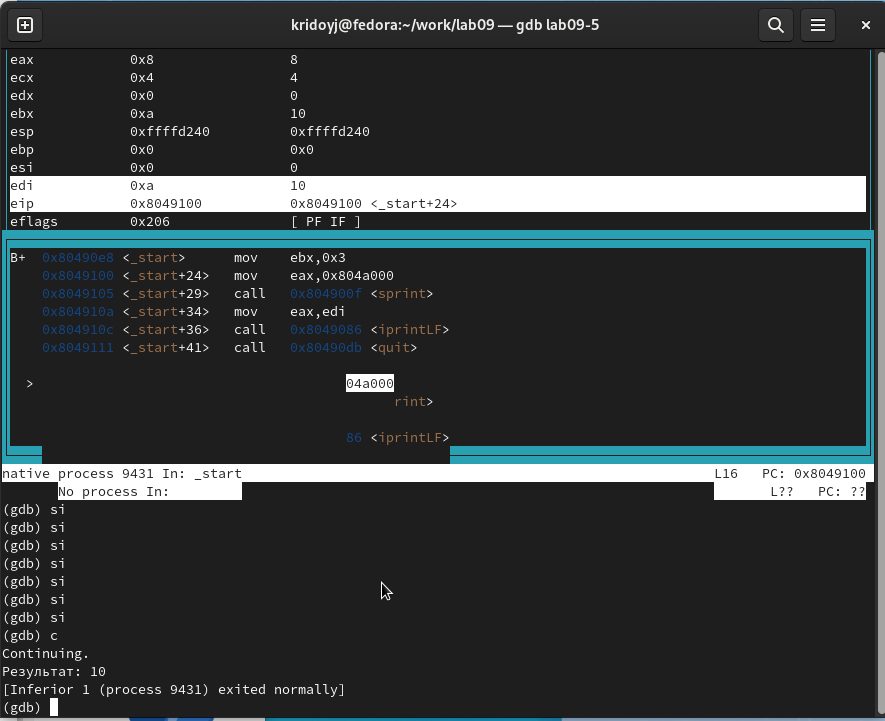 kridoyj@fedora:~/work/lab09 — gdb lab09-5
eax 0x8 8
ecx 0x4 4
edx 0x0 0
ebx 0xa 10
esp 0xffffd240 0xffffd240
ebp 0x0 0x0
esi 0x0 0
edi 0xa 10
eip 0x8049100 0x8049100 <_start+24>
eflags 0x206 [ PF IF ]
B+ 0x80490e8 <_start> mov ebx,0x3
0x8049100 <_start+24> mov eax,0x804a000
0x8049105 <_start+29> call 0x804900f <sprint>
0x804910a <_start+34> mov eax,edi
0x804910c <_start+36> call 0x8049086 <iprintLF>
0x8049111 <_start+41> call 0x80490db <quit>
> 04a000
rint>
86 <iprintLF>
native process 9431 In: _start L16 PC: 0x8049100
No process In: L?? PC: ??
(gdb) si
(gdb) si
(gdb) si
(gdb) si
(gdb) si
(gdb) si
(gdb) si
(gdb) c
Continuing.
Результат: 10
[Inferior 1 (process 9431) exited normally]
(gdb)